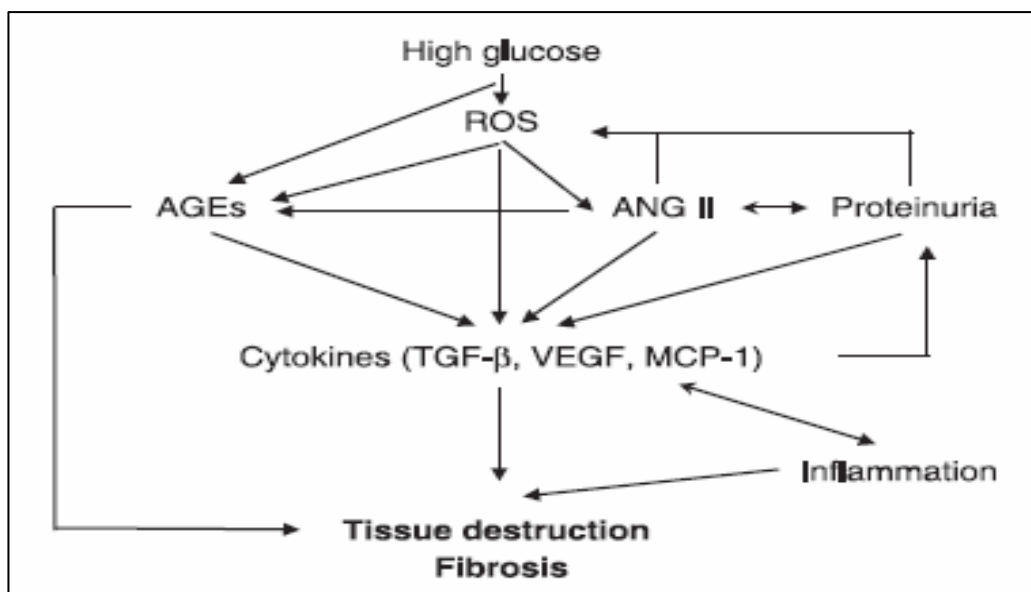 High glucose
ROS
AGEs
ANG II
Proteinuria
Cytokines (TGF-β, VEGF, MCP-1)
Inflammation
Tissue destruction
Fibrosis